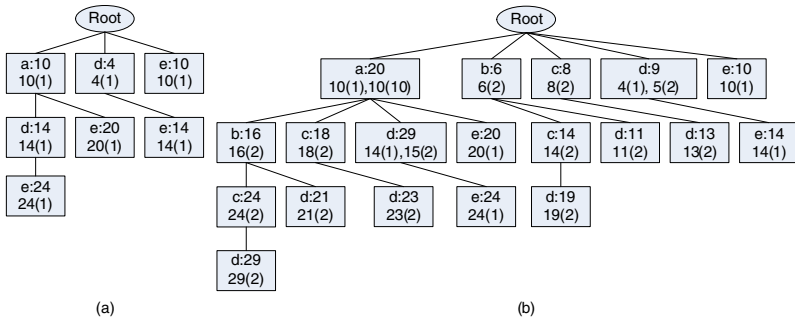 Root
a:10
10(1)
d:4
4(1)
e:10
10(1)
d:14
14(1)
e:20
20(1)
e:14
14(1)
e:24
24(1)
(a)
Root
a:20
10(1),10(10)
b:6
6(2)
c:8
8(2)
d:9
4(1), 5(2)
e:10
10(1)
b:16
16(2)
c:18
18(2)
d:29
14(1),15(2)
e:20
20(1)
c:14
14(2)
d:11
11(2)
d:13
13(2)
e:14
14(1)
c:24
24(2)
d:21
21(2)
d:23
23(2)
e:24
24(1)
d:19
19(2)
d:29
29(2)
(b)